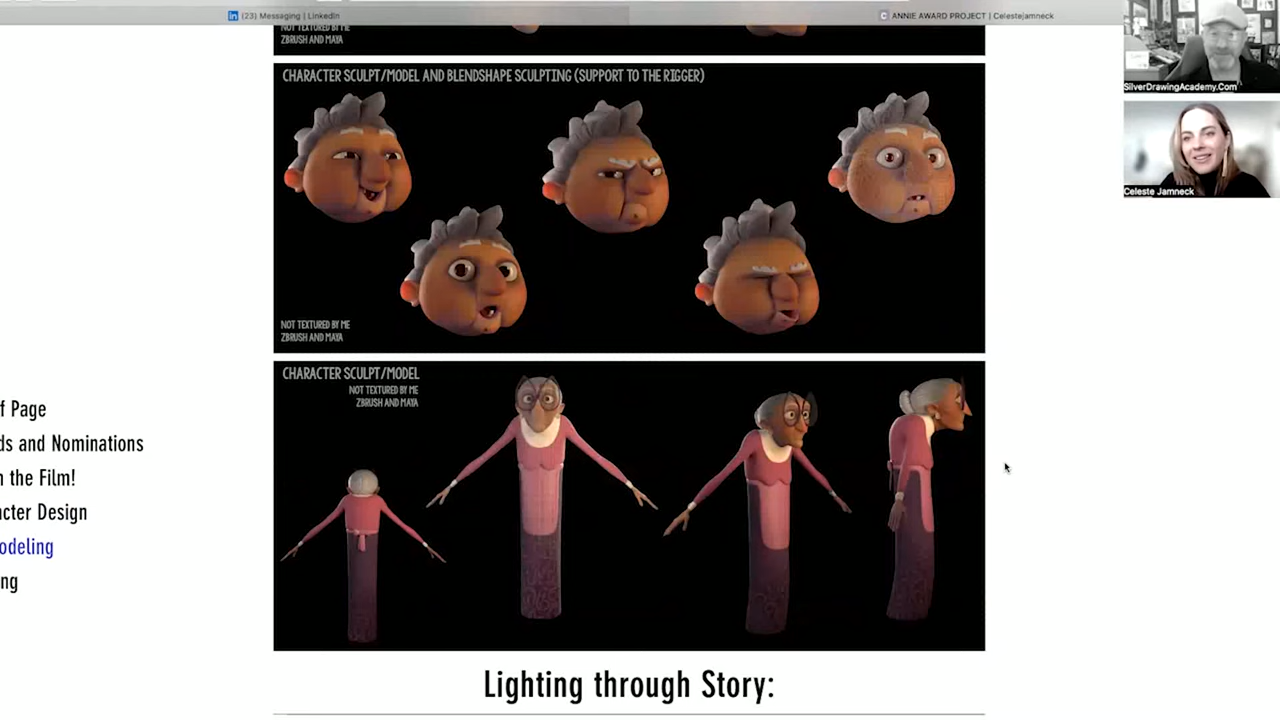 (23) Messaging | LinkedIn
ANNIE AWARD PROJECT | Celestejamneck
NOT TEXTURED BY ME
ZBRUSH AND MAYA
SilverDrawingAcademy.Com
CHARACTER SCULPT/MODEL AND BLENDSHAPE SCULPTING (SUPPORT TO THE RIGGER)
Celeste Jamneck
NOT TEXTURED BY ME
ZBRUSH AND MAYA
CHARACTER SCULPT/MODEL
NOT TEXTURED BY ME
ZBRUSH AND MAYA
f Page
ds and Nominations
the Film!
acter Design
odeling
ng
Lighting through Story: